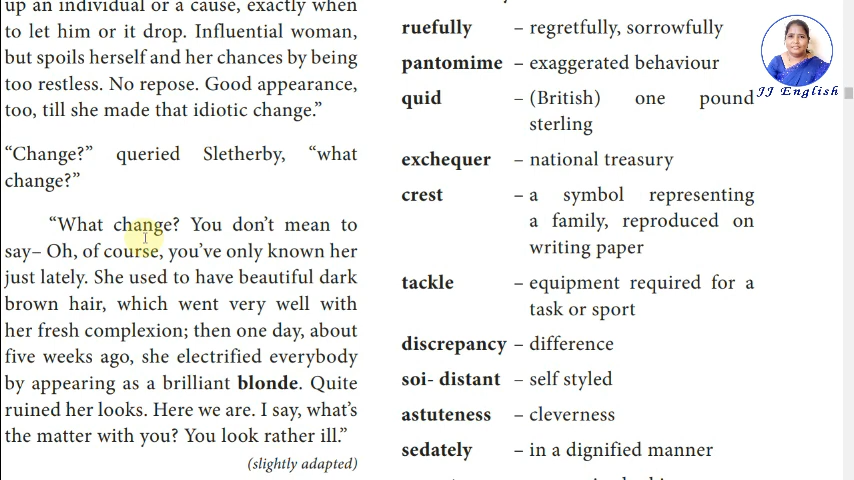 up an individual or a cause, exactly when
to let him or it drop. Influential woman,
but spoils herself and her chances by being
too restless. No repose. Good appearance,
too, till she made that idiotic change.”
“Change?” queried Sletherby, “what
change?”
“What change? You don’t mean to
say– Oh, of course, you’ve only known her
just lately. She used to have beautiful dark
brown hair, which went very well with
her fresh complexion; then one day, about
five weeks ago, she electrified everybody
by appearing as a brilliant blonde. Quite
ruined her looks. Here we are. I say, what’s
the matter with you? You look rather ill.”
(slightly adapted)
ruefully – regretfully, sorrowfully
pantomime – exaggerated behaviour
quid – (British) one pound
sterling
exchequer – national treasury
crest – a symbol representing
a family, reproduced on
writing paper
tackle – equipment required for a
task or sport
discrepancy – difference
soi- distant – self styled
astuteness – cleverness
sedately – in a dignified manner
JJ English